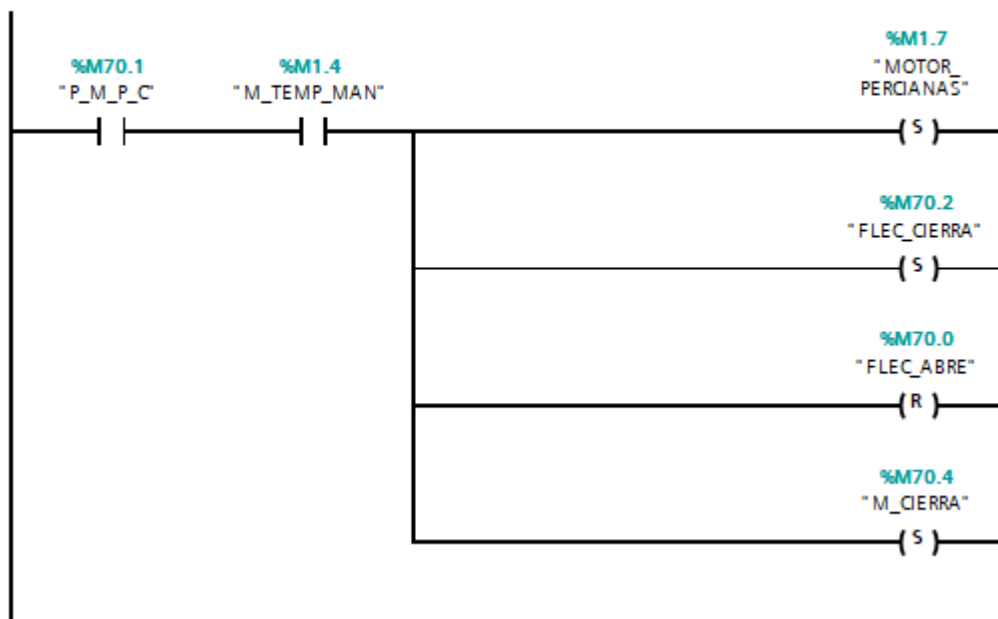 %M70.1
"P_M_P_C"
%M1.4
"M_TEMP_MAN"
%M1.7
"MOTOR_
PERCIANAS"
S
%M70.2
"FLEC_CIERRA"
S
%M70.0
"FLEC_ABRE"
R
%M70.4
"M_CIERRA"
S